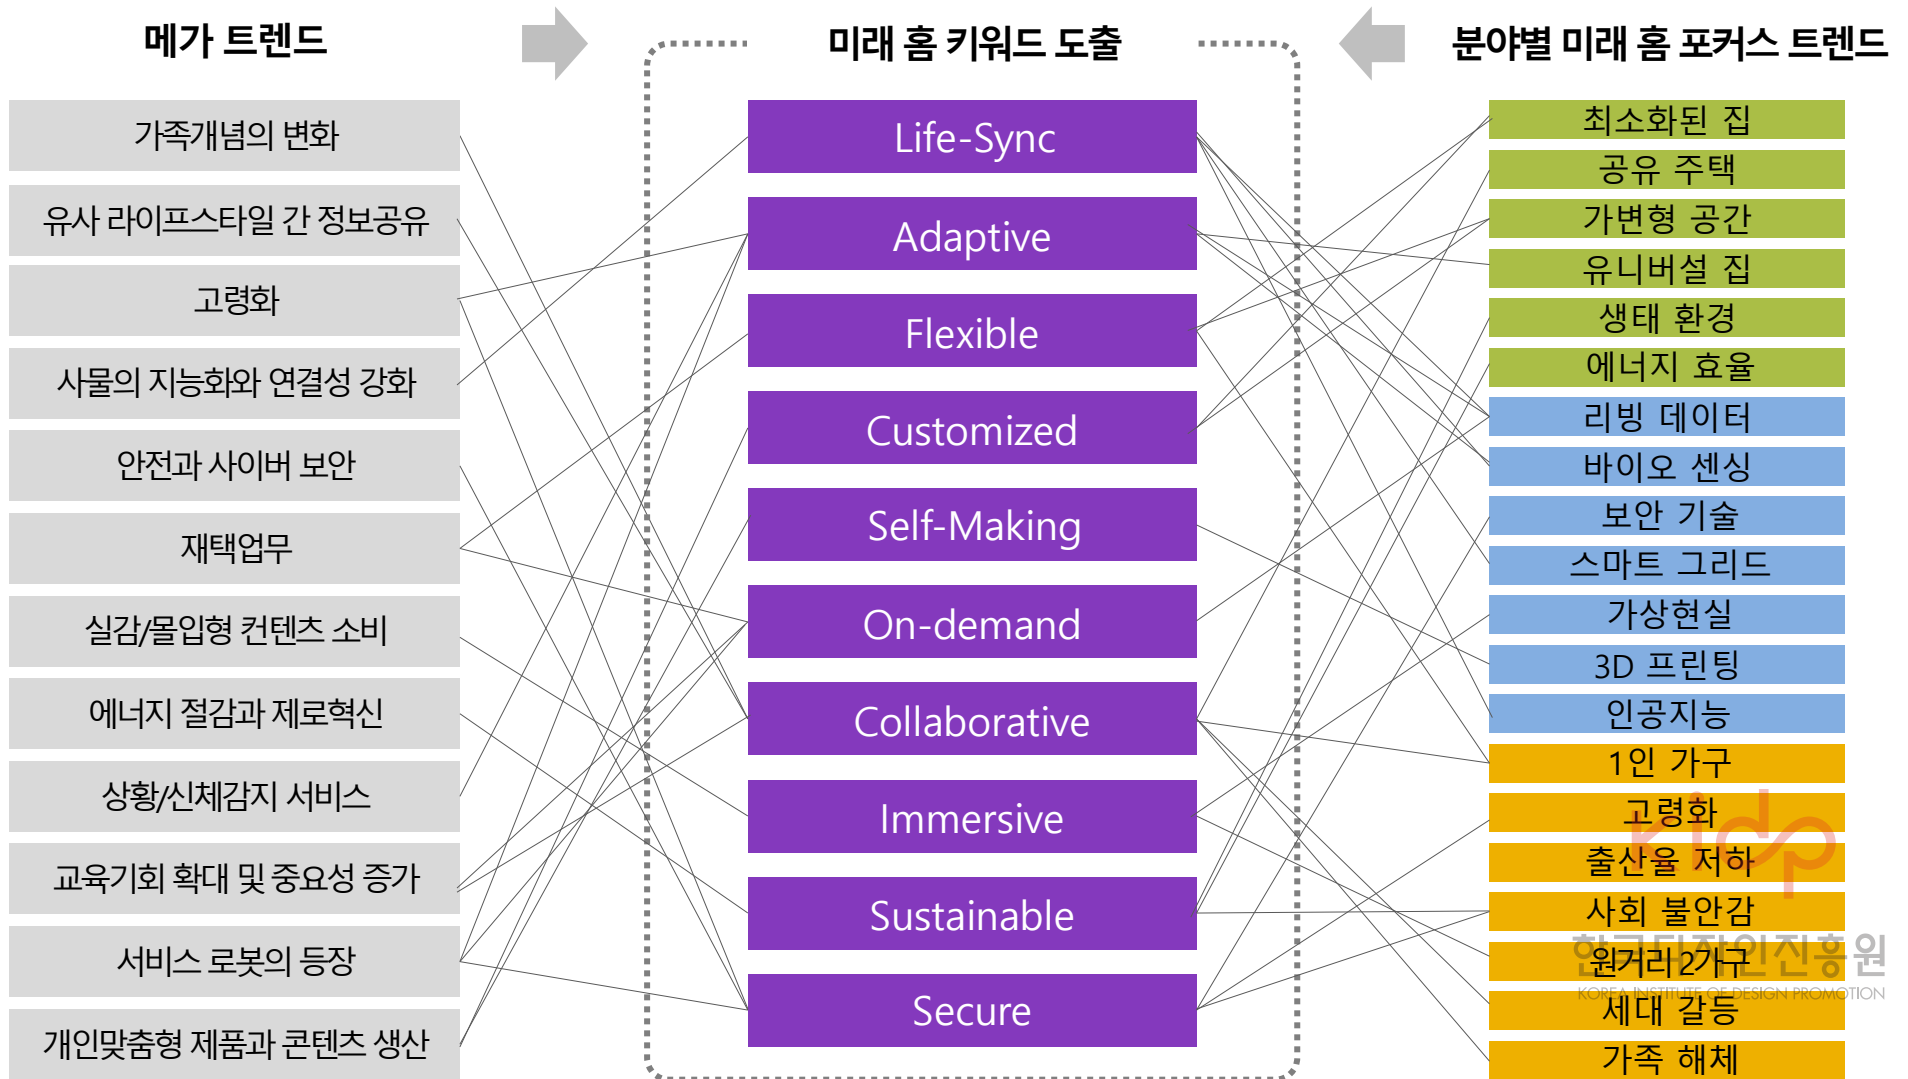 메가 트렌드
미래 홈 키워드 도출
분야별 미래 홈 포커스 트렌드
가족개념의 변화
유사 라이프스타일 간 정보공유
고령화
사물의 지능화와 연결성 강화
안전과 사이버 보안
재택업무
실감/몰입형 컨텐츠 소비
에너지 절감과 제로혁신
상황/신체감지 서비스
교육기회 확대 및 중요성 증가
서비스 로봇의 등장
개인맞춤형 제품과 콘텐츠 생산
Life-Sync
Adaptive
Flexible
Customized
Self-Making
On-demand
Collaborative
Immersive
Sustainable
Secure
최소화된 집
공유 주택
가변형 공간
유니버설 집
생태 환경
에너지 효율
리빙 데이터
바이오 센싱
보안 기술
스마트 그리드
가상현실
3D 프린팅
인공지능
1인 가구
고령화
출산율 저하
사회 불안감
원거리 2가구
세대 갈등
가족 해체
kidp
한국디자인진흥원
KOREA INSTITUTE OF DESIGN PROMOTION